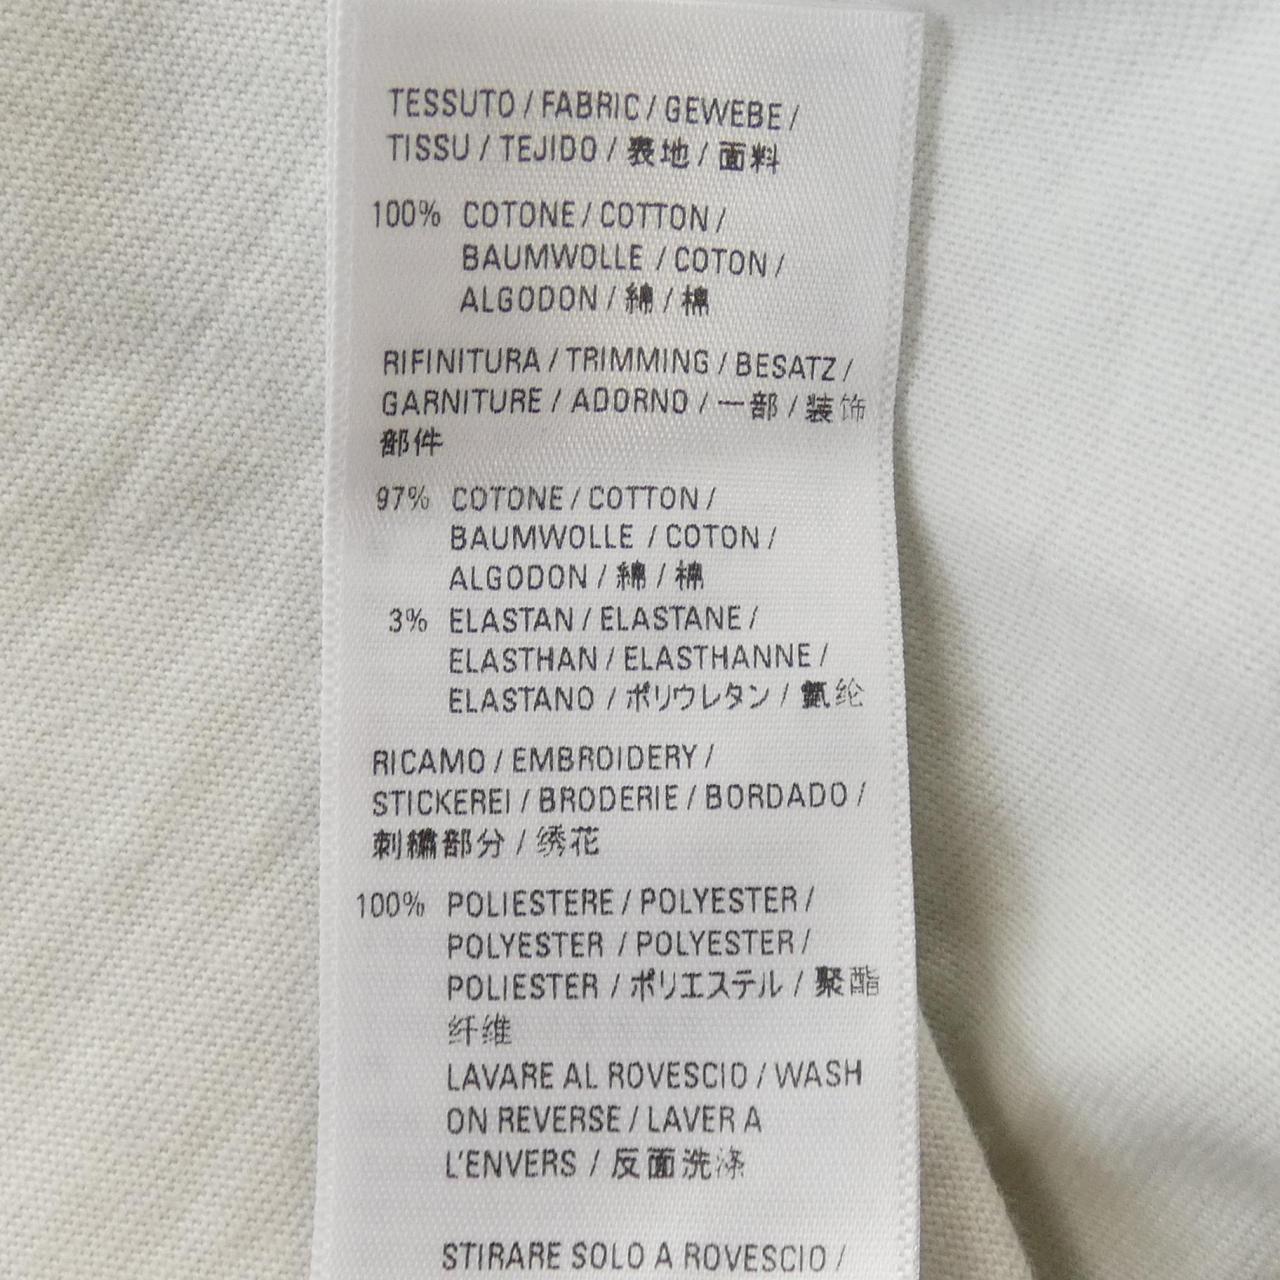 TESSUTO / FABRIC / GEWEBE /
TISSU / TEJIDO / 表地 / 面料
100% COTONE / COTTON /
BAUMWOLLE / COTON /
ALGODON / 綿 / 棉
RIFINITURA / TRIMMING / BESATZ /
GARNITURE / ADORNO / 一部 / 装饰
部件
97% COTONE / COTTON /
BAUMWOLLE / COTON /
ALGODON / 綿 / 棉
3% ELASTAN / ELASTANE /
ELASTHAN / ELASTHANNE /
ELASTANO / ポリウレタン / 氨纶
RICAMO / EMBROIDERY /
STICKEREI / BRODERIE / BORDADO /
刺繍部分 / 绣花
100% POLIESTERE / POLYESTER /
POLYESTER / POLYESTER /
POLIESTER / ポリエステル / 聚酯
纤维
LAVARE AL ROVESCIO / WASH
ON REVERSE / LAVER A
L'ENVERS / 反面洗涤
STIRARE SOLO A ROVESCIO /